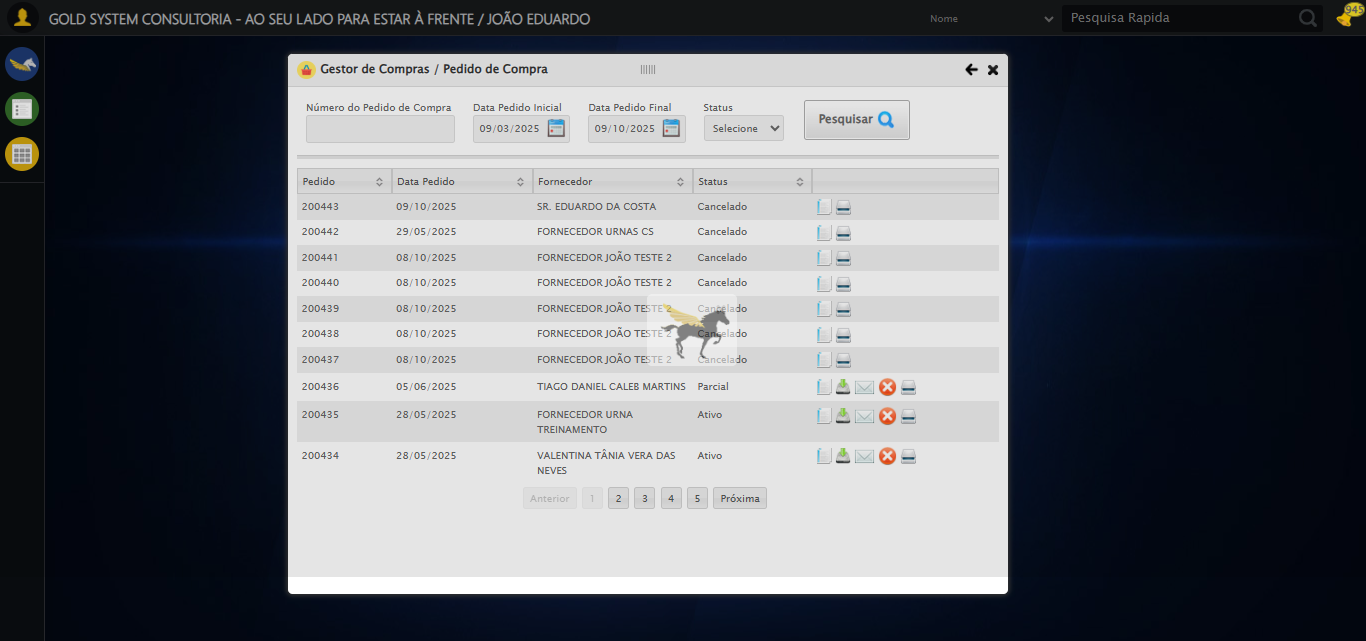 GOLD SYSTEM CONSULTORIA - AO SEU LADO PARA ESTAR À FRENTE / JOÃO EDUARDO
Nome
Pesquisa Rapida
945
Gestor de Compras / Pedido de Compra
Número do Pedido de Compra Data Pedido Inicial Data Pedido Final Status
09/03/2025 09/10/2025 Selecione Pesquisar
Pedido Data Pedido Fornecedor Status
200443 09/10/2025 SR. EDUARDO DA COSTA Cancelado
200442 29/05/2025 FORNECEDOR URNAS CS Cancelado
200441 08/10/2025 FORNECEDOR JOÃO TESTE 2 Cancelado
200440 08/10/2025 FORNECEDOR JOÃO TESTE 2 Cancelado
200439 08/10/2025 FORNECEDOR JOÃO TESTE 2 Cancelado
200438 08/10/2025 FORNECEDOR JOÃO TESTE 2 Cancelado
200437 08/10/2025 FORNECEDOR JOÃO TESTE 2 Cancelado
200436 05/06/2025 TIAGO DANIEL CALEB MARTINS Parcial
200435 28/05/2025 FORNECEDOR URNA Ativo
TREINAMENTO
200434 28/05/2025 VALENTINA TÂNIA VERA DAS Ativo
NEVES
Anterior 1 2 3 4 5 Próxima